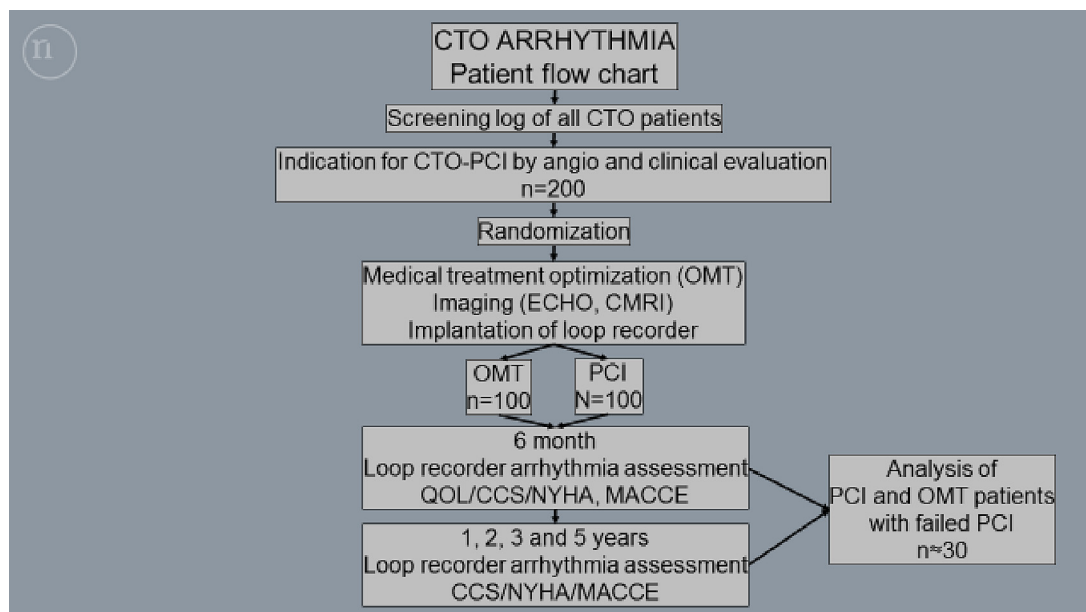 n
CTO ARRHYTHMIA
Patient flow chart
Screening log of all CTO patients
Indication for CTO-PCI by angio and clinical evaluation
n=200
Randomization
Medical treatment optimization (OMT)
Imaging (ECHO, CMRI)
Implantation of loop recorder
OMT
n=100
PCI
N=100
6 month
Loop recorder arrhythmia assessment
QOL/CCS/NYHA, MACCE
1, 2, 3 and 5 years
Loop recorder arrhythmia assessment
CCS/NYHA/MACCE
Analysis of
PCI and OMT patients
with failed PCI
n≈30